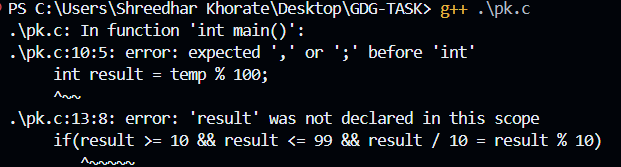 PS C:\Users\Shreedhar Khorate\Desktop\GDG-TASK> g++ .\pk.c
.\pk.c: In function 'int main()':
.\pk.c:10:5: error: expected ',' or ';' before 'int'
     int result = temp % 100;
     ^~~
.\pk.c:13:8: error: 'result' was not declared in this scope
     if(result >= 10 && result <= 99 && result / 10 = result % 10)
        ^~~~~~